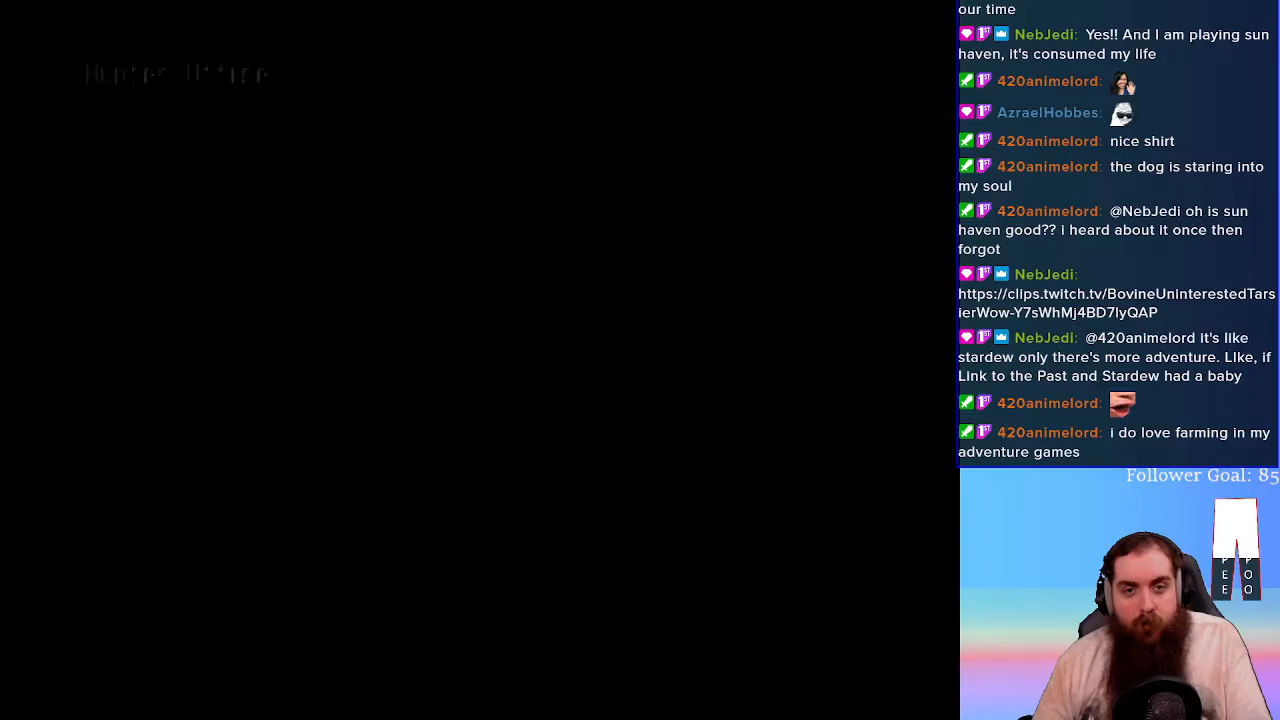 our time
NebJedi: Yes!! And I am playing sun
haven, it's consumed my life
420animelord:
AzraelHobbes:
420animelord: nice shirt
420animelord: the dog is staring into
my soul
420animelord: @NebJedi oh is sun
haven good?? I heard about it once then
forgot
NebJedi:
https://clips.twitch.tv/BovineUninterestedTars
ierWow-Y7sWhMj4BD7lyQAP
NebJedi: @420animelord it's like
stardew only there's more adventure. LIke, if
Link to the Past and Stardew had a baby
420animelord:
420animelord: i do love farming in my
adventure games
Follower Goal: 85
PEE
POO